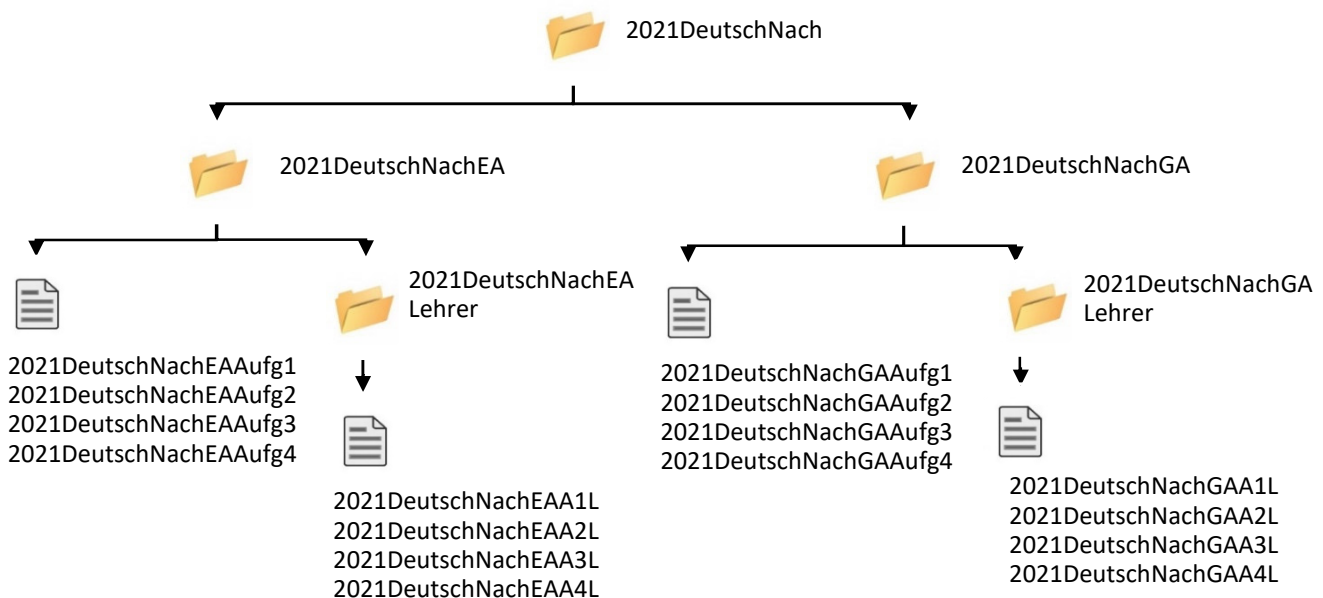 2021DeutschNach
2021DeutschNachEA
2021DeutschNachGA
2021DeutschNachEA
Lehrer
2021DeutschNachGA
Lehrer
2021DeutschNachEAAufg1
2021DeutschNachEAAufg2
2021DeutschNachEAAufg3
2021DeutschNachEAAufg4
2021DeutschNachEAA1L
2021DeutschNachEAA2L
2021DeutschNachEAA3L
2021DeutschNachEAA4L
2021DeutschNachGAAufg1
2021DeutschNachGAAufg2
2021DeutschNachGAAufg3
2021DeutschNachGAAufg4
2021DeutschNachGAA1L
2021DeutschNachGAA2L
2021DeutschNachGAA3L
2021DeutschNachGAA4L